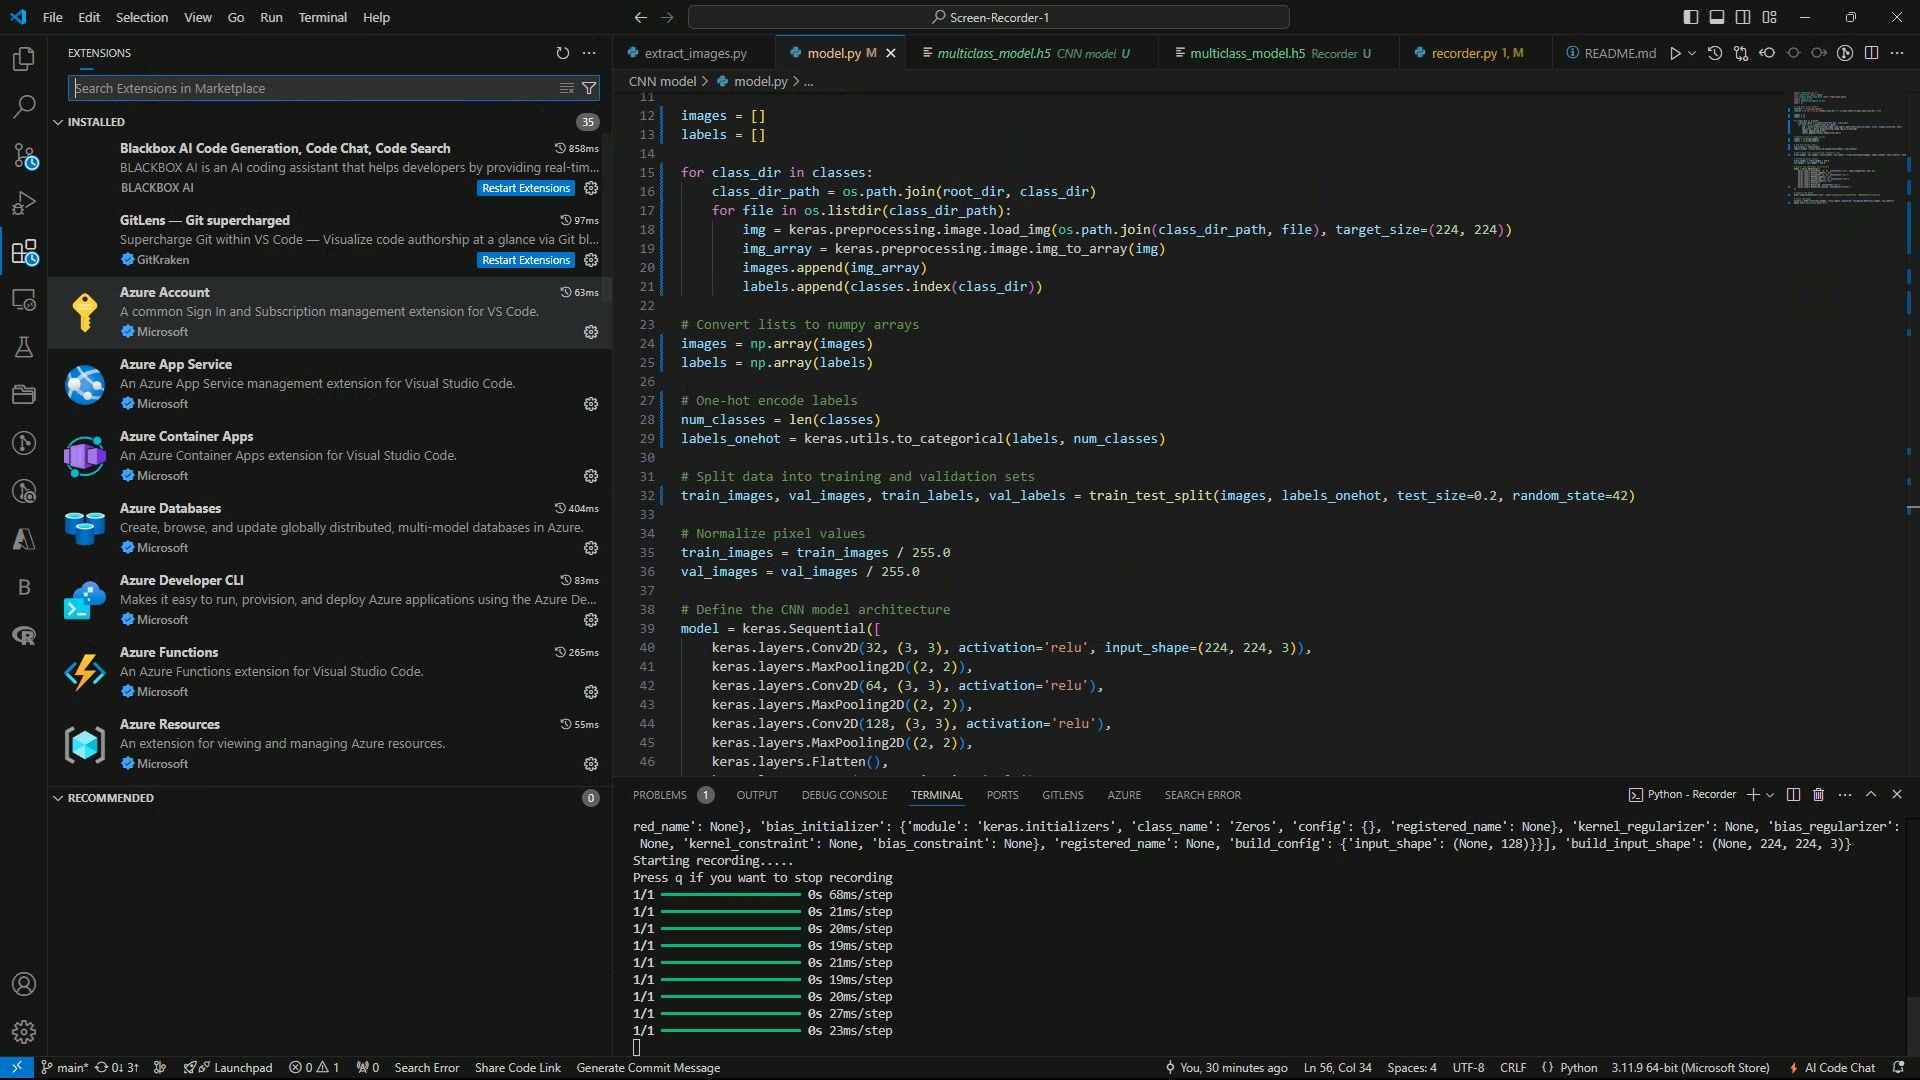 File Edit Selection View Go Run Terminal Help
Screen-Recorder-1
EXTENSIONS
Search Extensions in Marketplace
INSTALLED 35
Blackbox AI Code Generation, Code Chat, Code Search 858ms
BLACKBOX AI is an AI coding assistant that helps developers by providing real-tim...
BLACKBOX AI Restart Extensions
GitLens — Git supercharged 97ms
Supercharge Git within VS Code — Visualize code authorship at a glance via Git bl...
GitKraken Restart Extensions
Azure Account 63ms
A common Sign In and Subscription management extension for VS Code.
Microsoft
Azure App Service
An Azure App Service management extension for Visual Studio Code.
Microsoft
Azure Container Apps
An Azure Container Apps extension for Visual Studio Code.
Microsoft
Azure Databases 404ms
Create, browse, and update globally distributed, multi-model databases in Azure.
Microsoft
Azure Developer CLI 83ms
Makes it easy to run, provision, and deploy Azure applications using the Azure De...
Microsoft
Azure Functions 265ms
An Azure Functions extension for Visual Studio Code.
Microsoft
Azure Resources 55ms
An extension for viewing and managing Azure resources.
Microsoft
RECOMMENDED 0
extract_images.py model.py M multiclass_model.h5 CNN model U multiclass_model.h5 Recorder U recorder.py 1, M README.md
CNN model > model.py > ...
11
12 images = []
13 labels = []
14
15 for class_dir in classes:
16 class_dir_path = os.path.join(root_dir, class_dir)
17 for file in os.listdir(class_dir_path):
18 img = keras.preprocessing.image.load_img(os.path.join(class_dir_path, file), target_size=(224, 224))
19 img_array = keras.preprocessing.image.img_to_array(img)
20 images.append(img_array)
21 labels.append(classes.index(class_dir))
22
23 # Convert lists to numpy arrays
24 images = np.array(images)
25 labels = np.array(labels)
26
27 # One-hot encode labels
28 num_classes = len(classes)
29 labels_onehot = keras.utils.to_categorical(labels, num_classes)
30
31 # Split data into training and validation sets
32 train_images, val_images, train_labels, val_labels = train_test_split(images, labels_onehot, test_size=0.2, random_state=42)
33
34 # Normalize pixel values
35 train_images = train_images / 255.0
36 val_images = val_images / 255.0
37
38 # Define the CNN model architecture
39 model = keras.Sequential([
40 keras.layers.Conv2D(32, (3, 3), activation='relu', input_shape=(224, 224, 3)),
41 keras.layers.MaxPooling2D((2, 2)),
42 keras.layers.Conv2D(64, (3, 3), activation='relu'),
43 keras.layers.MaxPooling2D((2, 2)),
44 keras.layers.Conv2D(128, (3, 3), activation='relu'),
45 keras.layers.MaxPooling2D((2, 2)),
46 keras.layers.Flatten(),
PROBLEMS 1 OUTPUT DEBUG CONSOLE TERMINAL PORTS GITLENS AZURE SEARCH ERROR Python - Recorder
red_name': None}, 'bias_initializer': {'module': 'keras.initializers', 'class_name': 'Zeros', 'config': {}, 'registered_name': None}, 'kernel_regularizer': None, 'bias_regularizer':
None, 'kernel_constraint': None, 'bias_constraint': None}, 'registered_name': None, 'build_config': {'input_shape': (None, 128)}}], 'build_input_shape': (None, 224, 224, 3)}
Starting recording.....
Press q if you want to stop recording
1/1 0s 68ms/step
1/1 0s 21ms/step
1/1 0s 20ms/step
1/1 0s 19ms/step
1/1 0s 21ms/step
1/1 0s 19ms/step
1/1 0s 20ms/step
1/1 0s 27ms/step
1/1 0s 23ms/step
main* 0↓ 3↑ Launchpad 0 1 0 Search Error Share Code Link Generate Commit Message You, 30 minutes ago Ln 56, Col 34 Spaces: 4 UTF-8 CRLF {} Python 3.11.9 64-bit (Microsoft Store) AI Code Chat